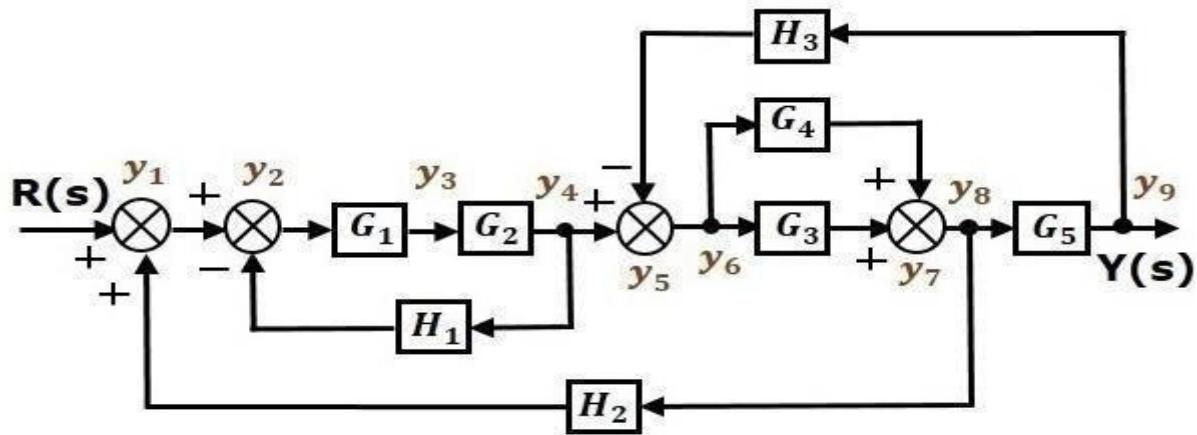 H₃
G₄
R(s) y₁ + y₂ y₃ y₄ + − + y₈ y₉
G₁ G₂ G₃ G₅
+ + − y₅ y₆ + y₇ Y(s)
H₁
H₂